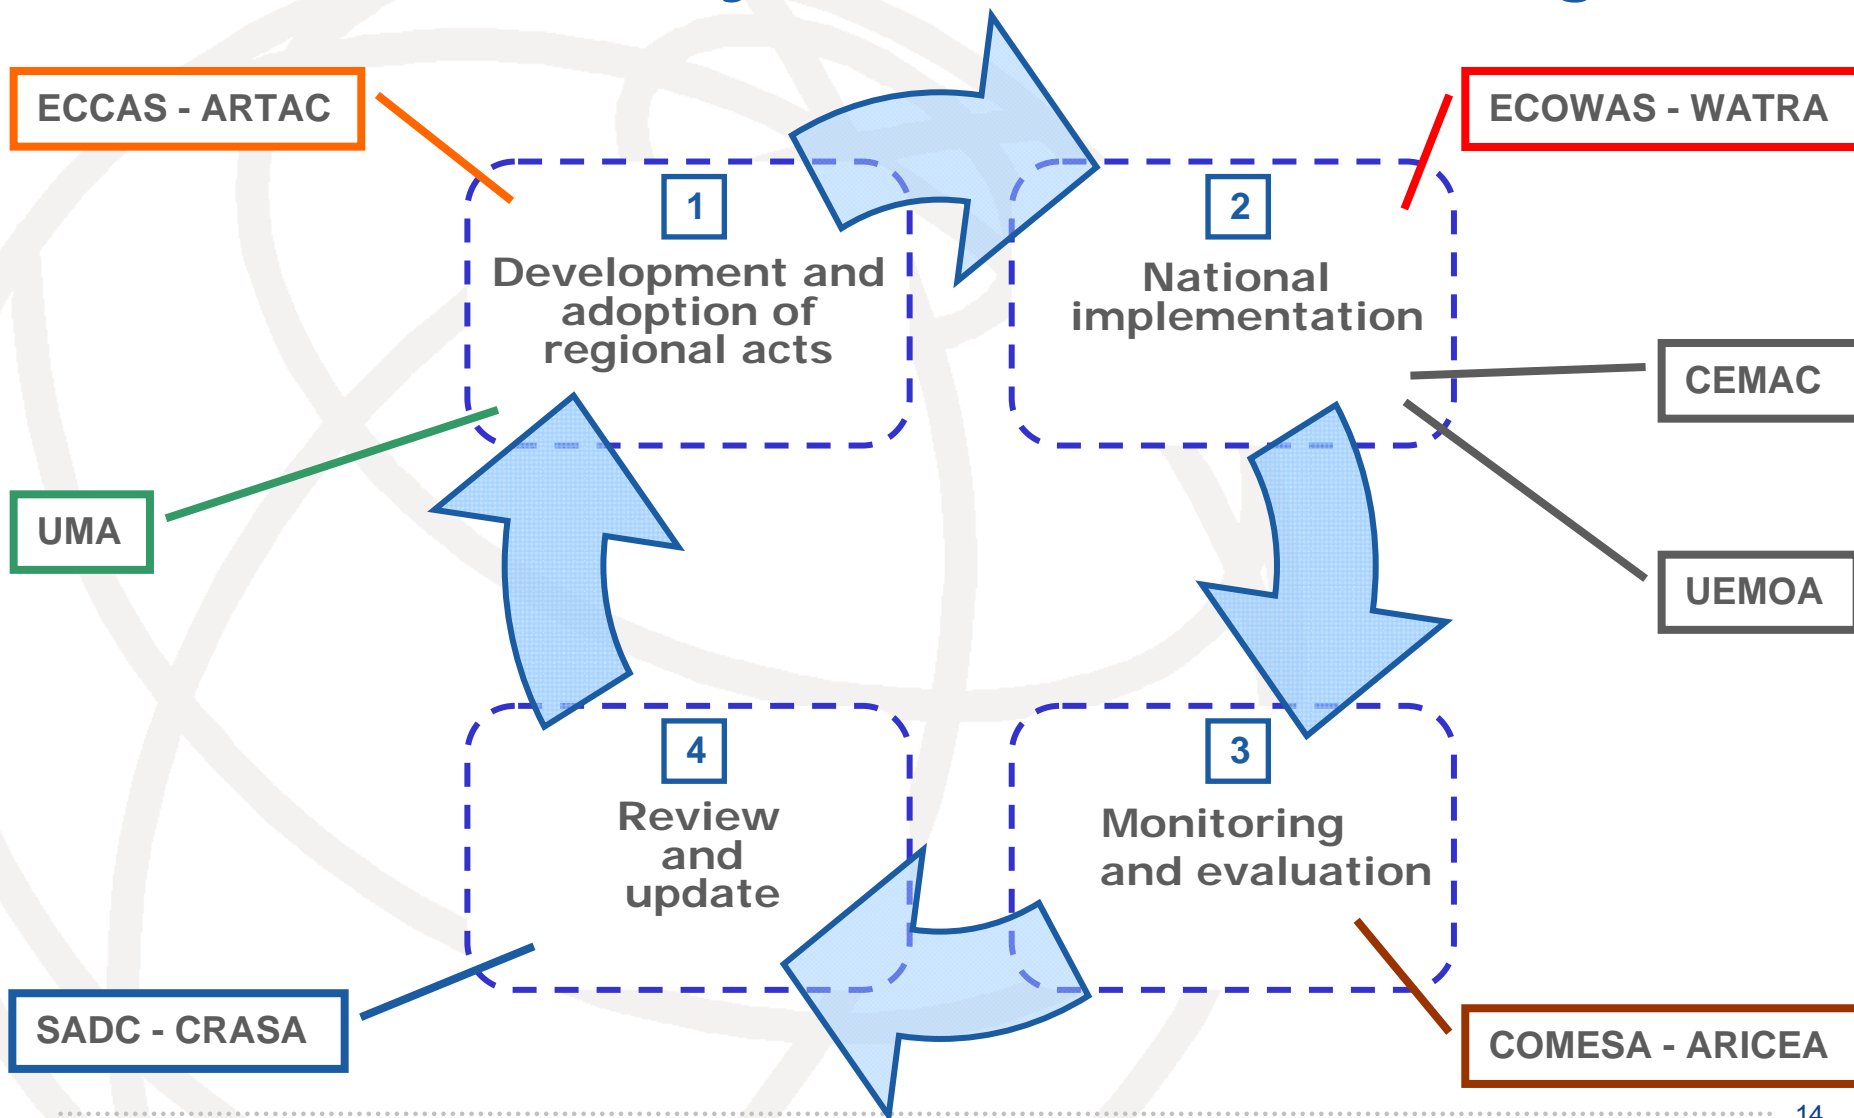 ECCAS - ARTAC
ECOWAS - WATRA
1
Development and
adoption of
regional acts
2
National
implementation
CEMAC
UMA
UEMOA
4
Review
and
update
3
Monitoring
and evaluation
SADC - CRASA
COMESA - ARICEA
14